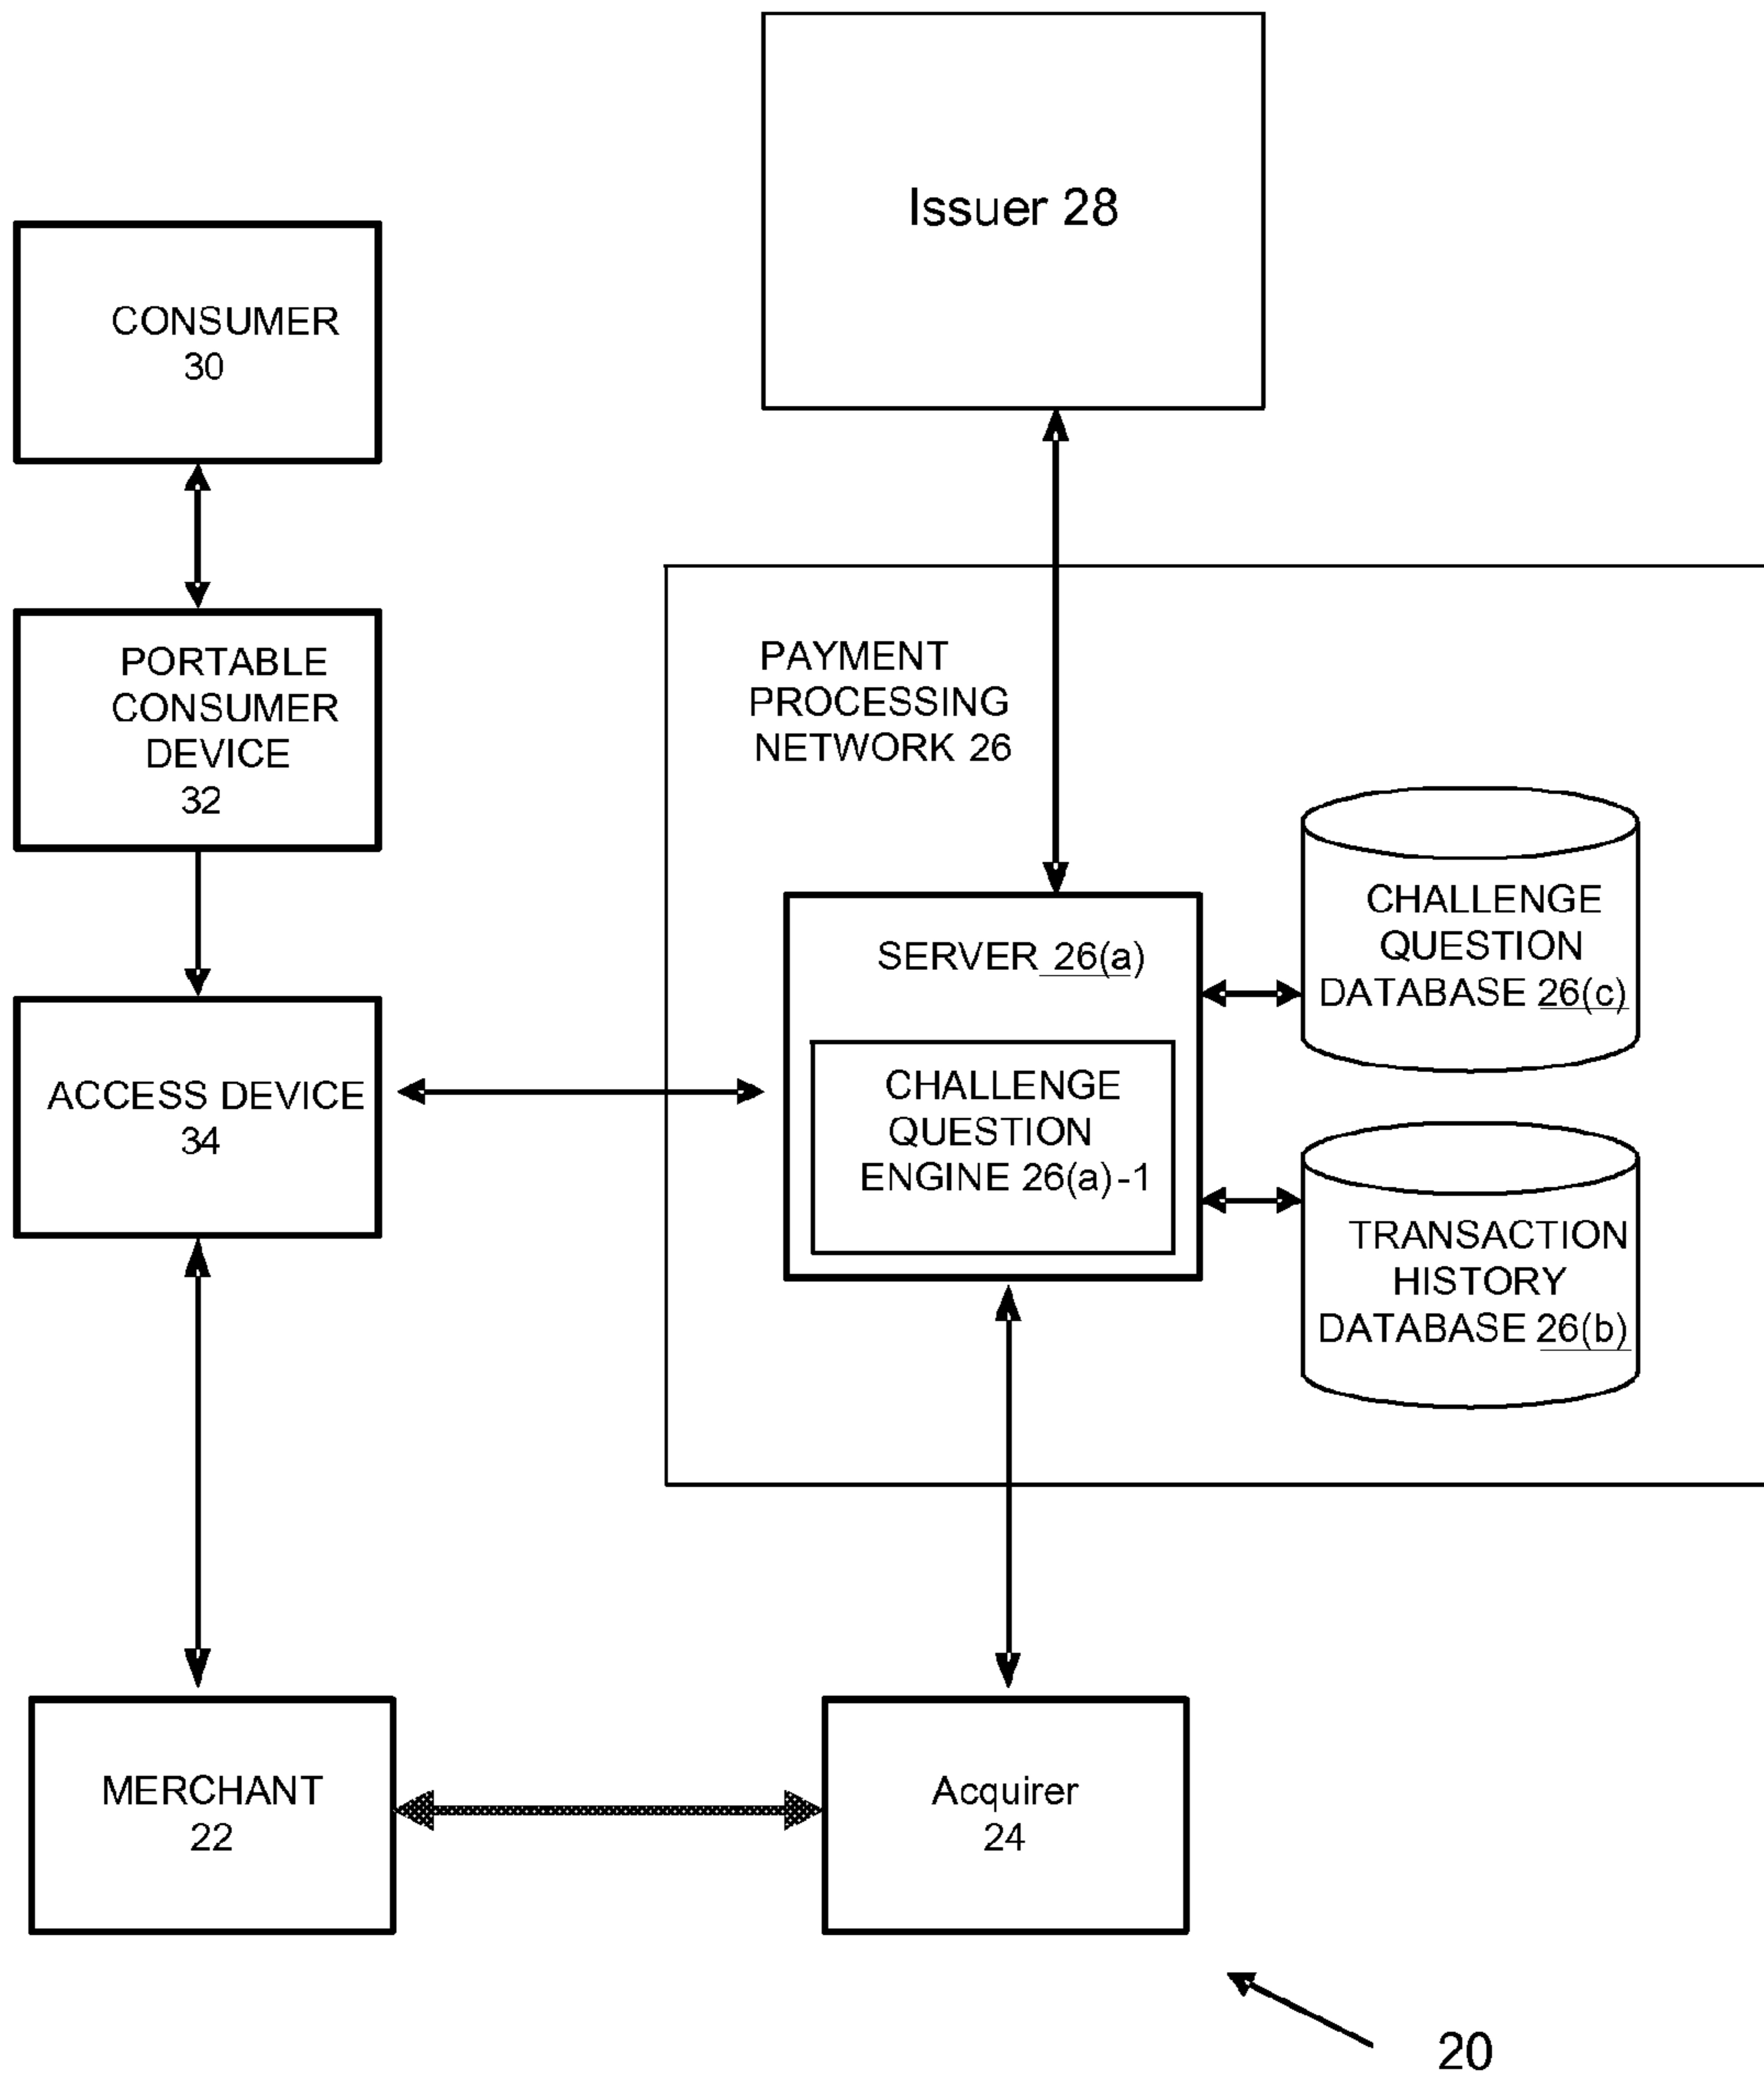 Issuer 28
CONSUMER
30
PORTABLE
CONSUMER
DEVICE
32
PAYMENT
PROCESSING
NETWORK 26
SERVER 26(a)
CHALLENGE
QUESTION
ENGINE 26(a)-1
CHALLENGE
QUESTION
DATABASE 26(c)
TRANSACTION
HISTORY
DATABASE 26(b)
ACCESS DEVICE
34
MERCHANT
22
Acquirer
24
20